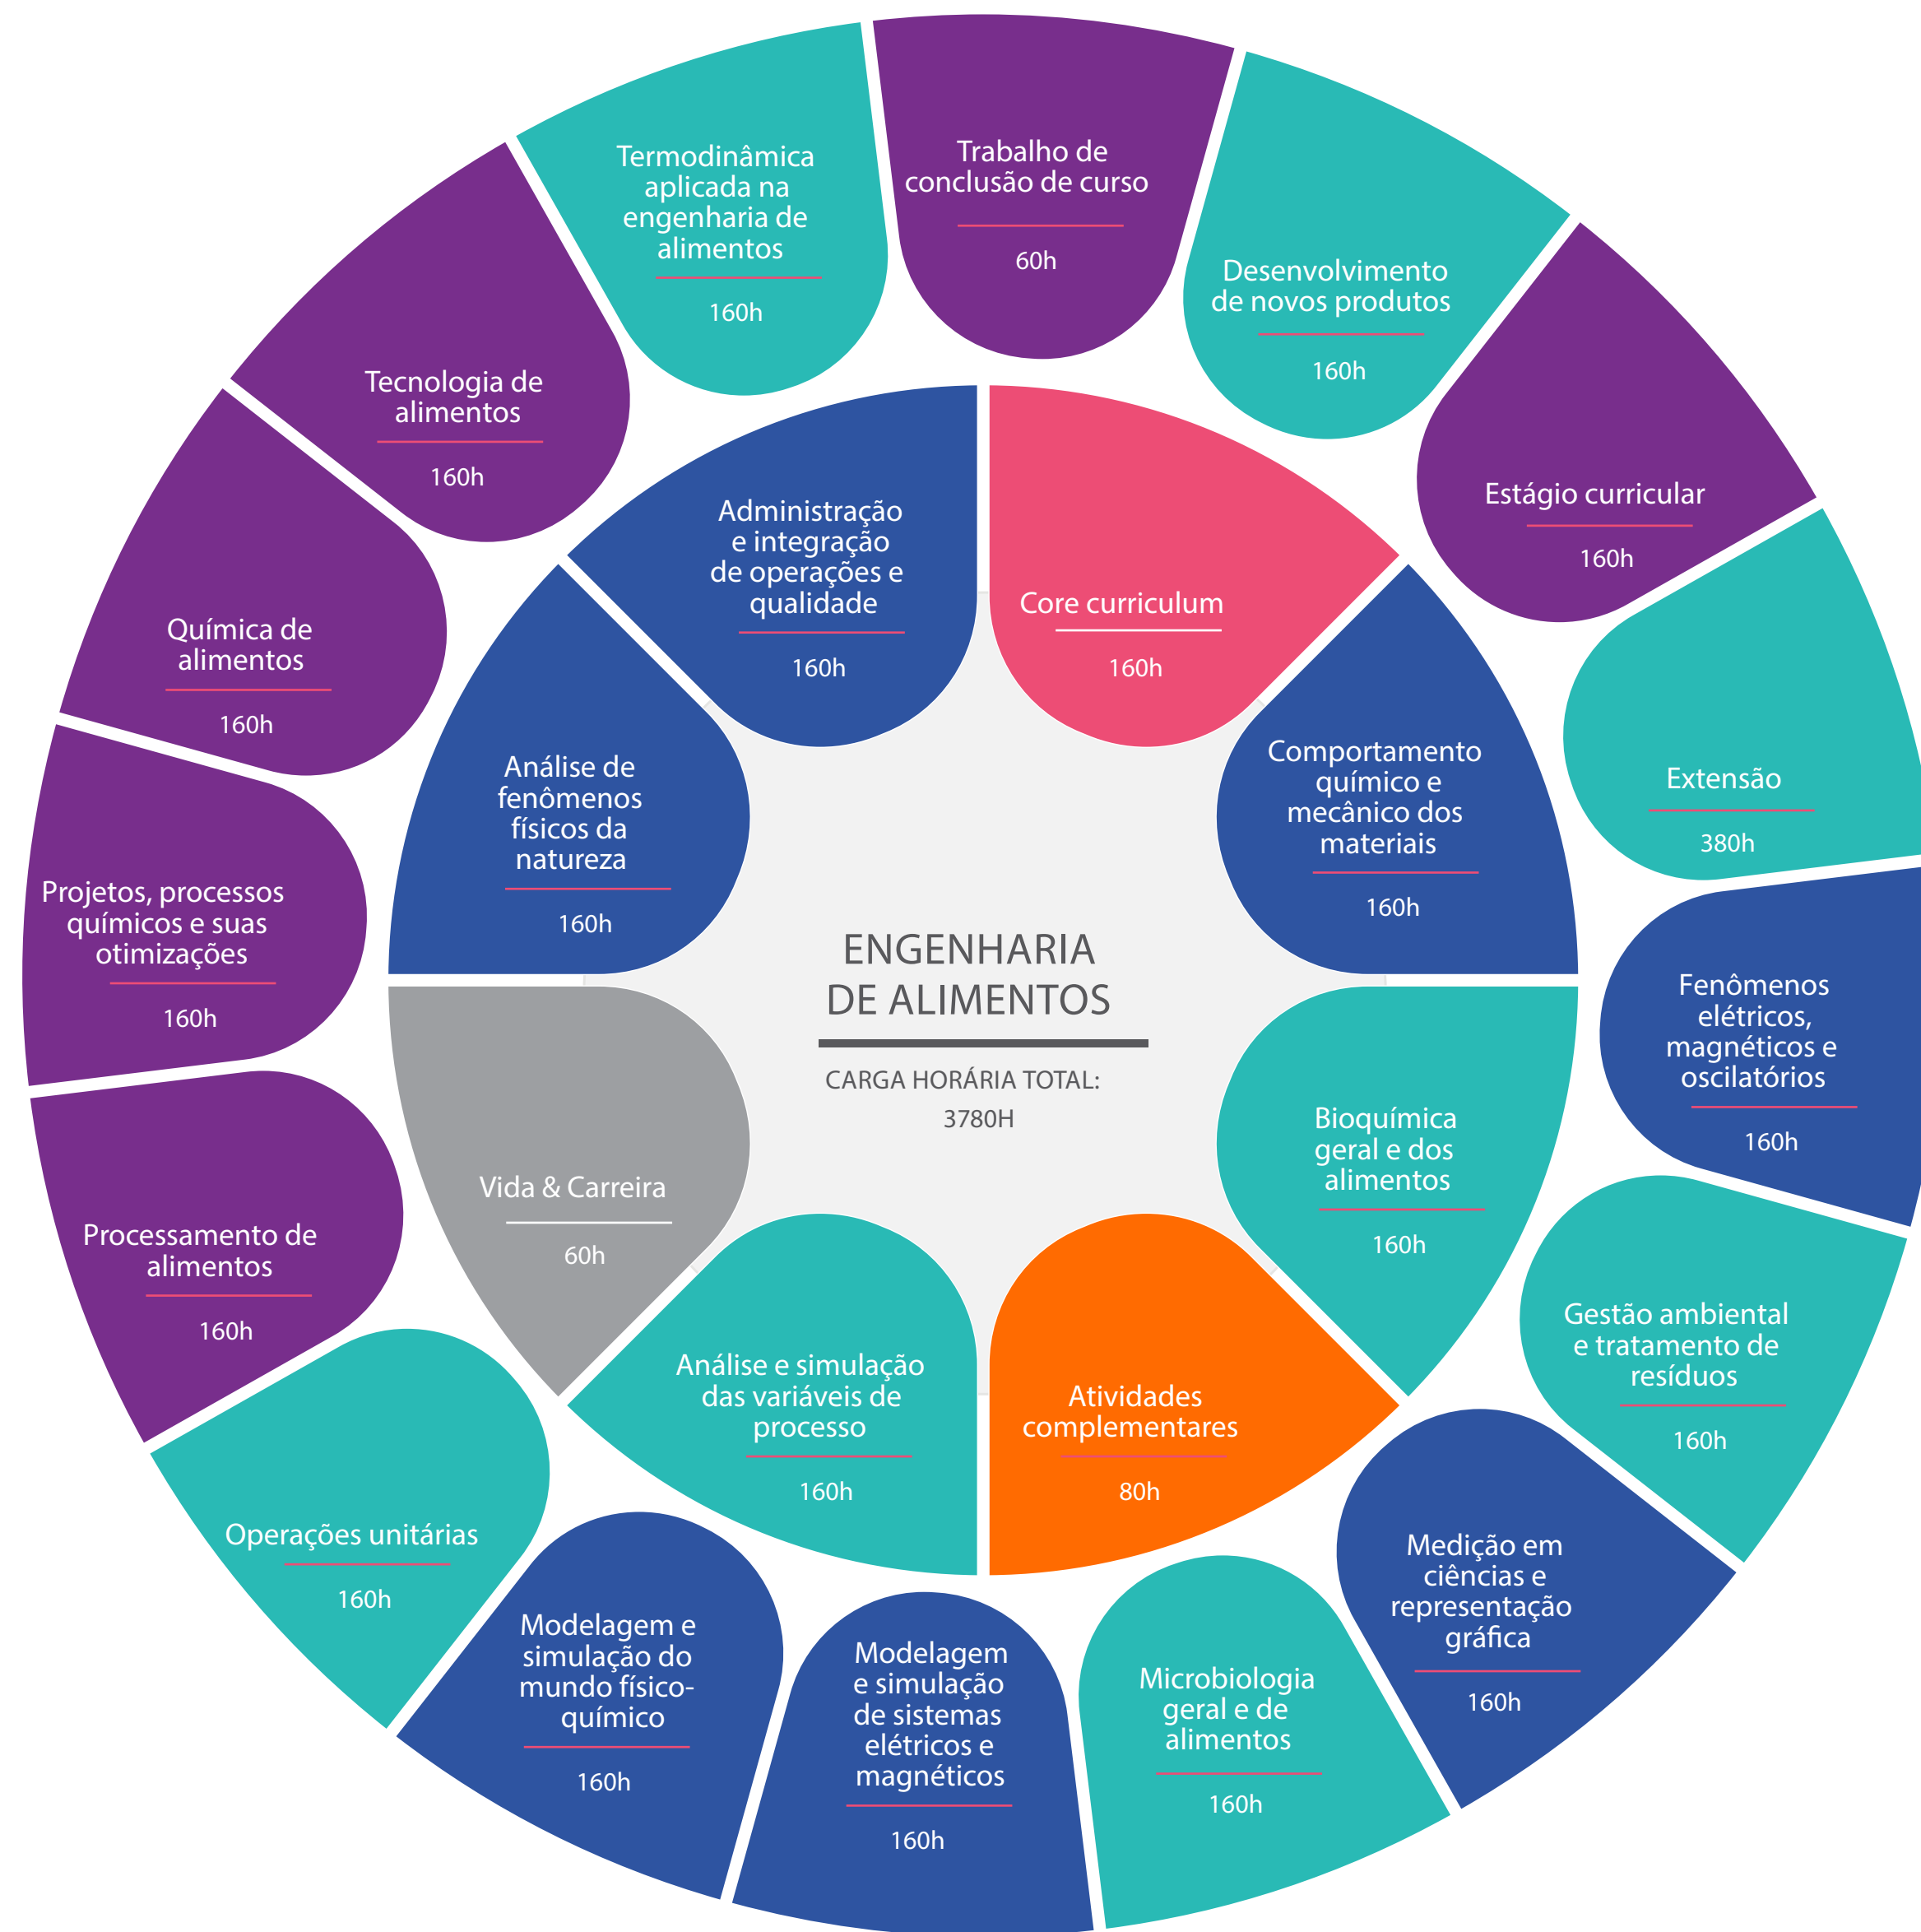 Trabalho de
conclusão de curso
60h
Desenvolvimento
de novos produtos
160h
Estágio curricular
160h
Extensão
380h
Fenômenos
elétricos,
magnéticos e
oscilatórios
160h
Gestão ambiental
e tratamento de
resíduos
160h
Medição em
ciências e
representação
gráfica
160h
Microbiologia
geral e de
alimentos
160h
Modelagem
e simulação
de sistemas
elétricos e
magnéticos
160h
Modelagem e
simulação do
mundo físico-
químico
160h
Operações unitárias
160h
Processamento de
alimentos
160h
Projetos, processos
químicos e suas
otimizações
160h
Química de
alimentos
160h
Tecnologia de
alimentos
160h
Termodinâmica
aplicada na
engenharia de
alimentos
160h
Core curriculum
160h
Comportamento
químico e
mecânico dos
materiais
160h
Bioquímica
geral e dos
alimentos
160h
Atividades
complementares
80h
Análise e simulação
das variáveis de
processo
160h
Vida & Carreira
60h
Análise de
fenômenos
físicos da
natureza
160h
Administração
e integração
de operações e
qualidade
160h
ENGENHARIA
DE ALIMENTOS
CARGA HORÁRIA TOTAL:
3780H